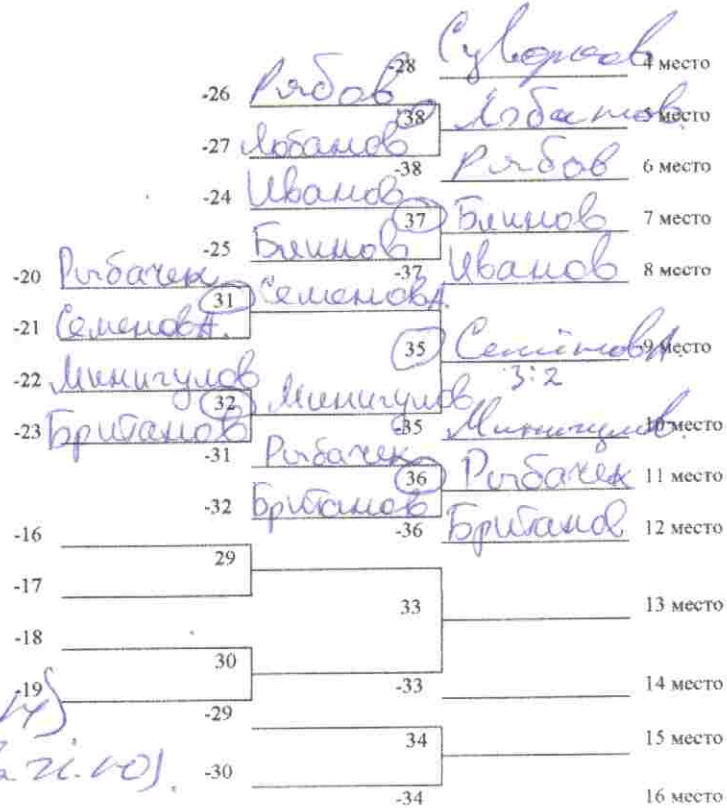 -28 Суворов 4 место
-26 Рябов
38 Лобанов 5 место
-27 Лобанов
-38 Рябов 6 место
-24 Иванов
37 Блинов 7 место
-25 Блинов
-37 Иванов 8 место
-20 Рыбачек
31 Семенов А.
-21 Семенов А.
35 Семёнов А. 9 место
3:2
-22 Минигулов
32 Минигулов
-23 Британов
-35 Минигулов 10 место
-31 Рыбачек
36 Рыбачек 11 место
-32 Британов
-36 Британов 12 место
-16
29
-17
33 13 место
-18
30
-19
-33 14 место
-29
34 15 место
-30
-34 16 место